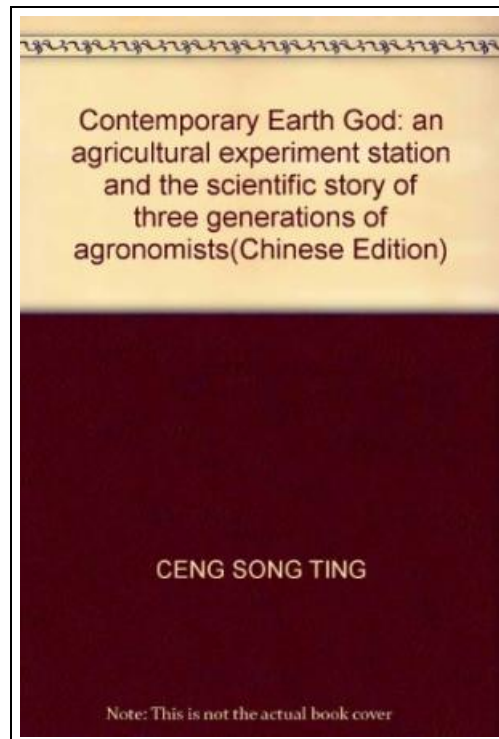 Contemporary Earth God: an
agricultural experiment station
and the scientific story of
three generations of
agronomists(Chinese Edition)
CENG SONG TING
Note: This is not the actual book cover